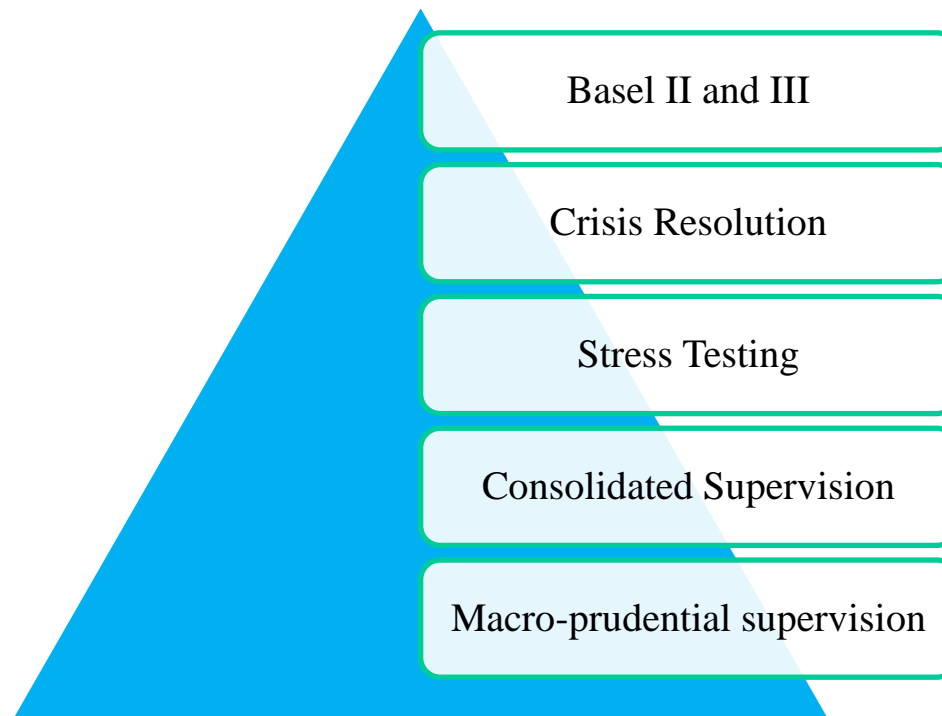 Basel II and III
Crisis Resolution
Stress Testing
Consolidated Supervision
Macro-prudential supervision